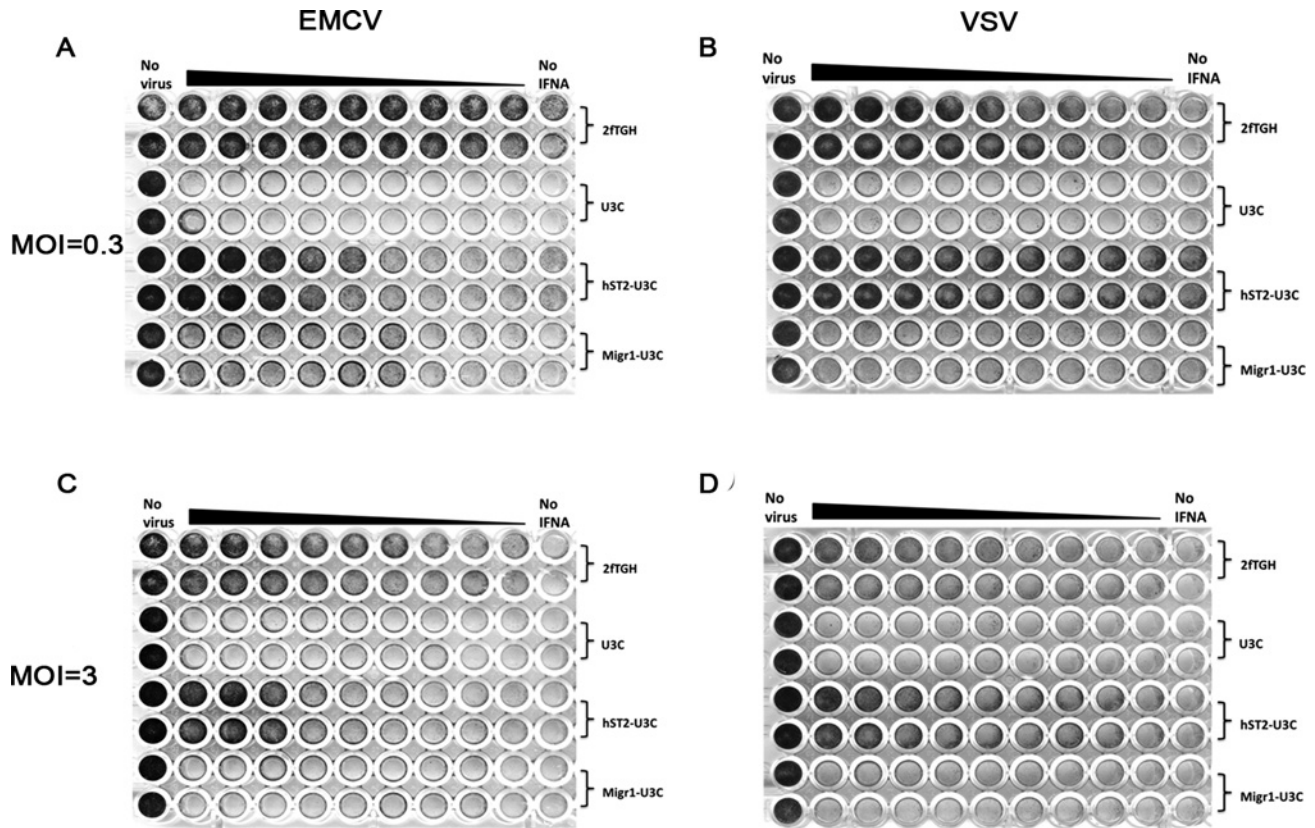 EMCV
VSV
A
No
virus
No
IFNA
2fTGH
U3C
hST2-U3C
Migr1-U3C
B
No
virus
No
IFNA
2fTGH
U3C
hST2-U3C
Migr1-U3C
MOI=0.3
C
No
virus
No
IFNA
2fTGH
U3C
hST2-U3C
Migr1-U3C
D
No
virus
No
IFNA
2fTGH
U3C
hST2-U3C
Migr1-U3C
MOI=3